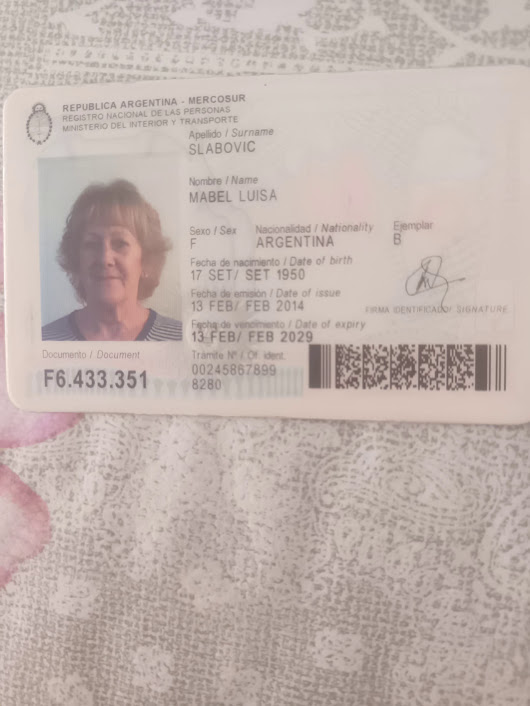 REPUBLICA ARGENTINA - MERCOSUR
REGISTRO NACIONAL DE LAS PERSONAS
MINISTERIO DEL INTERIOR Y TRANSPORTE
Apellido / Surname
SLABOVIC
Nombre / Name
MABEL LUISA
Sexo / Sex Nacionalidad / Nationality Ejemplar
F ARGENTINA B
Fecha de nacimiento / Date of birth
17 SET/ SET 1950
Fecha de emisión / Date of issue
13 FEB/ FEB 2014
FIRMA IDENTIFICADO/ SIGNATURE
Fecha de vencimiento / Date of expiry
13 FEB/ FEB 2029
Documento / Document
F6.433.351
Trámite Nº / Of. ident.
00245867899
8280